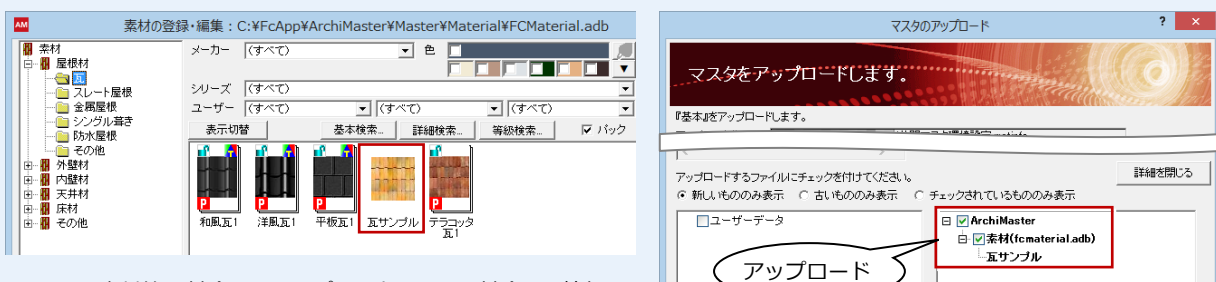 AM 素材の登録・編集:C:¥FcApp¥ArchiMaster¥Master¥Material¥FCMaterial.adb
素材
屋根材
瓦
スレート屋根
金属屋根
シングル葺き
防水屋根
その他
外壁材
内壁材
天井材
床材
その他
メーカー (すべて) 色
シリーズ (すべて)
ユーザー (すべて) (すべて) (すべて)
表示切替 基本検索... 詳細検索... 等級検索... パック
和風瓦1 洋風瓦1 平板瓦1 瓦サンプル テラコッタ
瓦1
マスタのアップロード ? ×
マスタをアップロードします。
『基本』をアップロードします。
詳細を閉じる
アップロードするファイルにチェックを付けてください。
新しいもののみ表示 古いもののみ表示 チェックされているもののみ表示
ユーザーデータ
ArchiMaster
素材(fcmaterial.adb)
瓦サンプル
アップロード